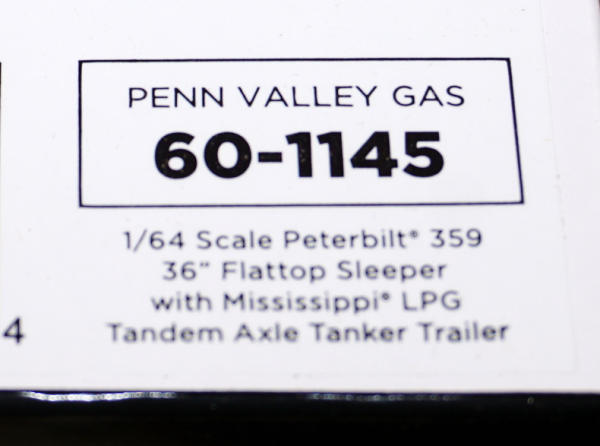 PENN VALLEY GAS
60-1145
1/64 Scale Peterbilt® 359
36” Flattop Sleeper
with Mississippi® LPG
Tandem Axle Tanker Trailer
4